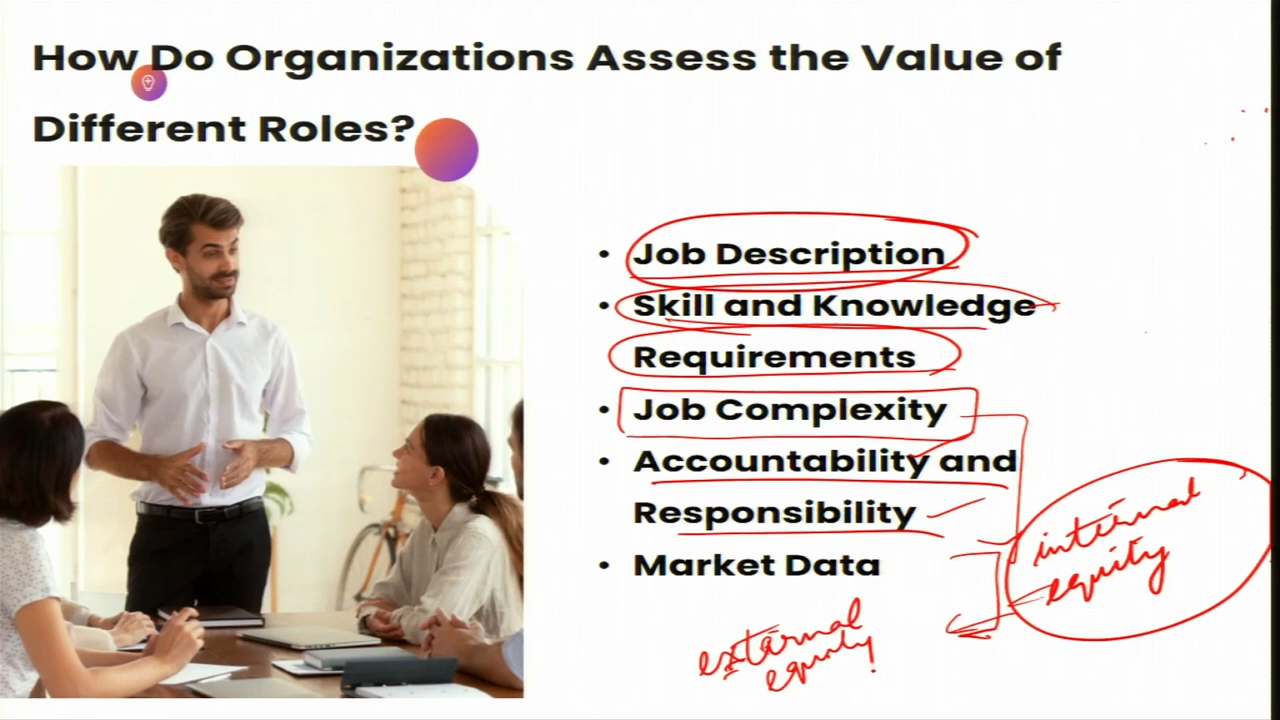 How Do Organizations Assess the Value of
Different Roles?
• Job Description
• Skill and Knowledge
Requirements
• Job Complexity
• Accountability and
Responsibility
• Market Data
internal
equity
external
equity